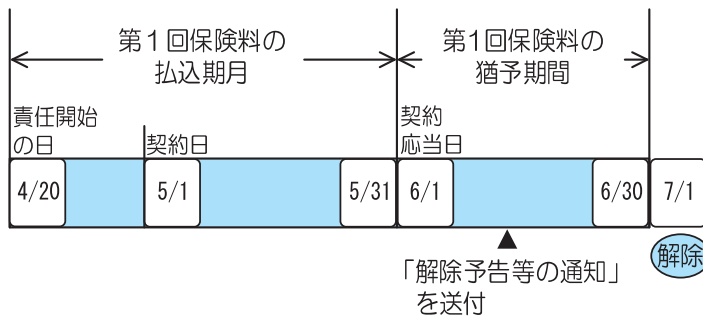 第１回保険料の
払込期月
第1回保険料の
猶予期間
責任開始
の日
契約日
契約
応当日
4/20
5/1
5/31
6/1
6/30
7/1
▲
「解除予告等の通知」
を送付
解除